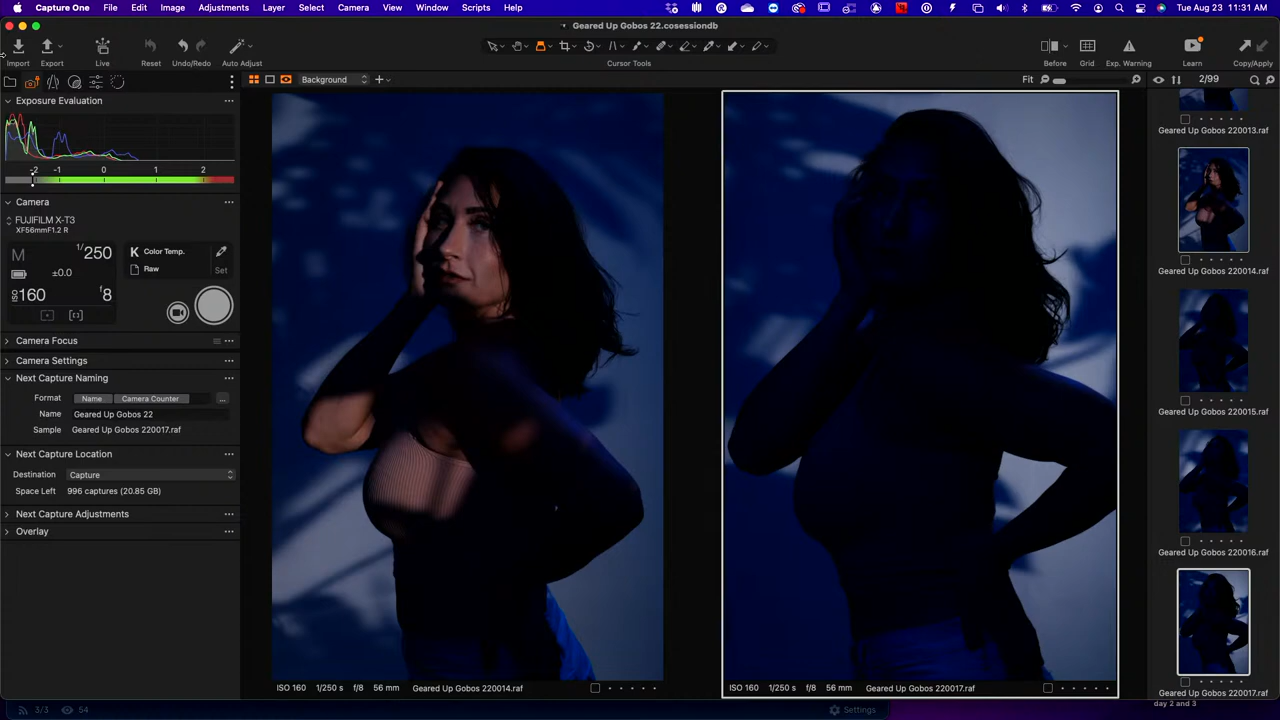 Capture One File Edit Image Adjustments Layer Select Camera View Window Scripts Help Tue Aug 23 11:31 AM
Geared Up Gobos 22.cosessiondb
Import Export Live Reset Undo/Redo Auto Adjust Cursor Tools Before Grid Exp. Warning Learn Copy/Apply
Background Fit 2/99
Exposure Evaluation
-2 -1 0 1 2
Camera
FUJIFILM X-T3
XF56mmF1.2 R
M 1/250
±0.0
ISO 160 f8
K Color Temp.
Raw
Set
Camera Focus
Camera Settings
Next Capture Naming
Format Name Camera Counter ...
Name Geared Up Gobos 22
Sample Geared Up Gobos 220017.raf
Next Capture Location
Destination Capture
Space Left 996 captures (20.85 GB)
Next Capture Adjustments
Overlay
ISO 160 1/250 s f/8 56 mm Geared Up Gobos 220014.raf
ISO 160 1/250 s f/8 56 mm Geared Up Gobos 220017.raf
Geared Up Gobos 220013.raf
Geared Up Gobos 220014.raf
Geared Up Gobos 220015.raf
Geared Up Gobos 220016.raf
Geared Up Gobos 220017.raf
3/3 54 Settings
day 2 and 3